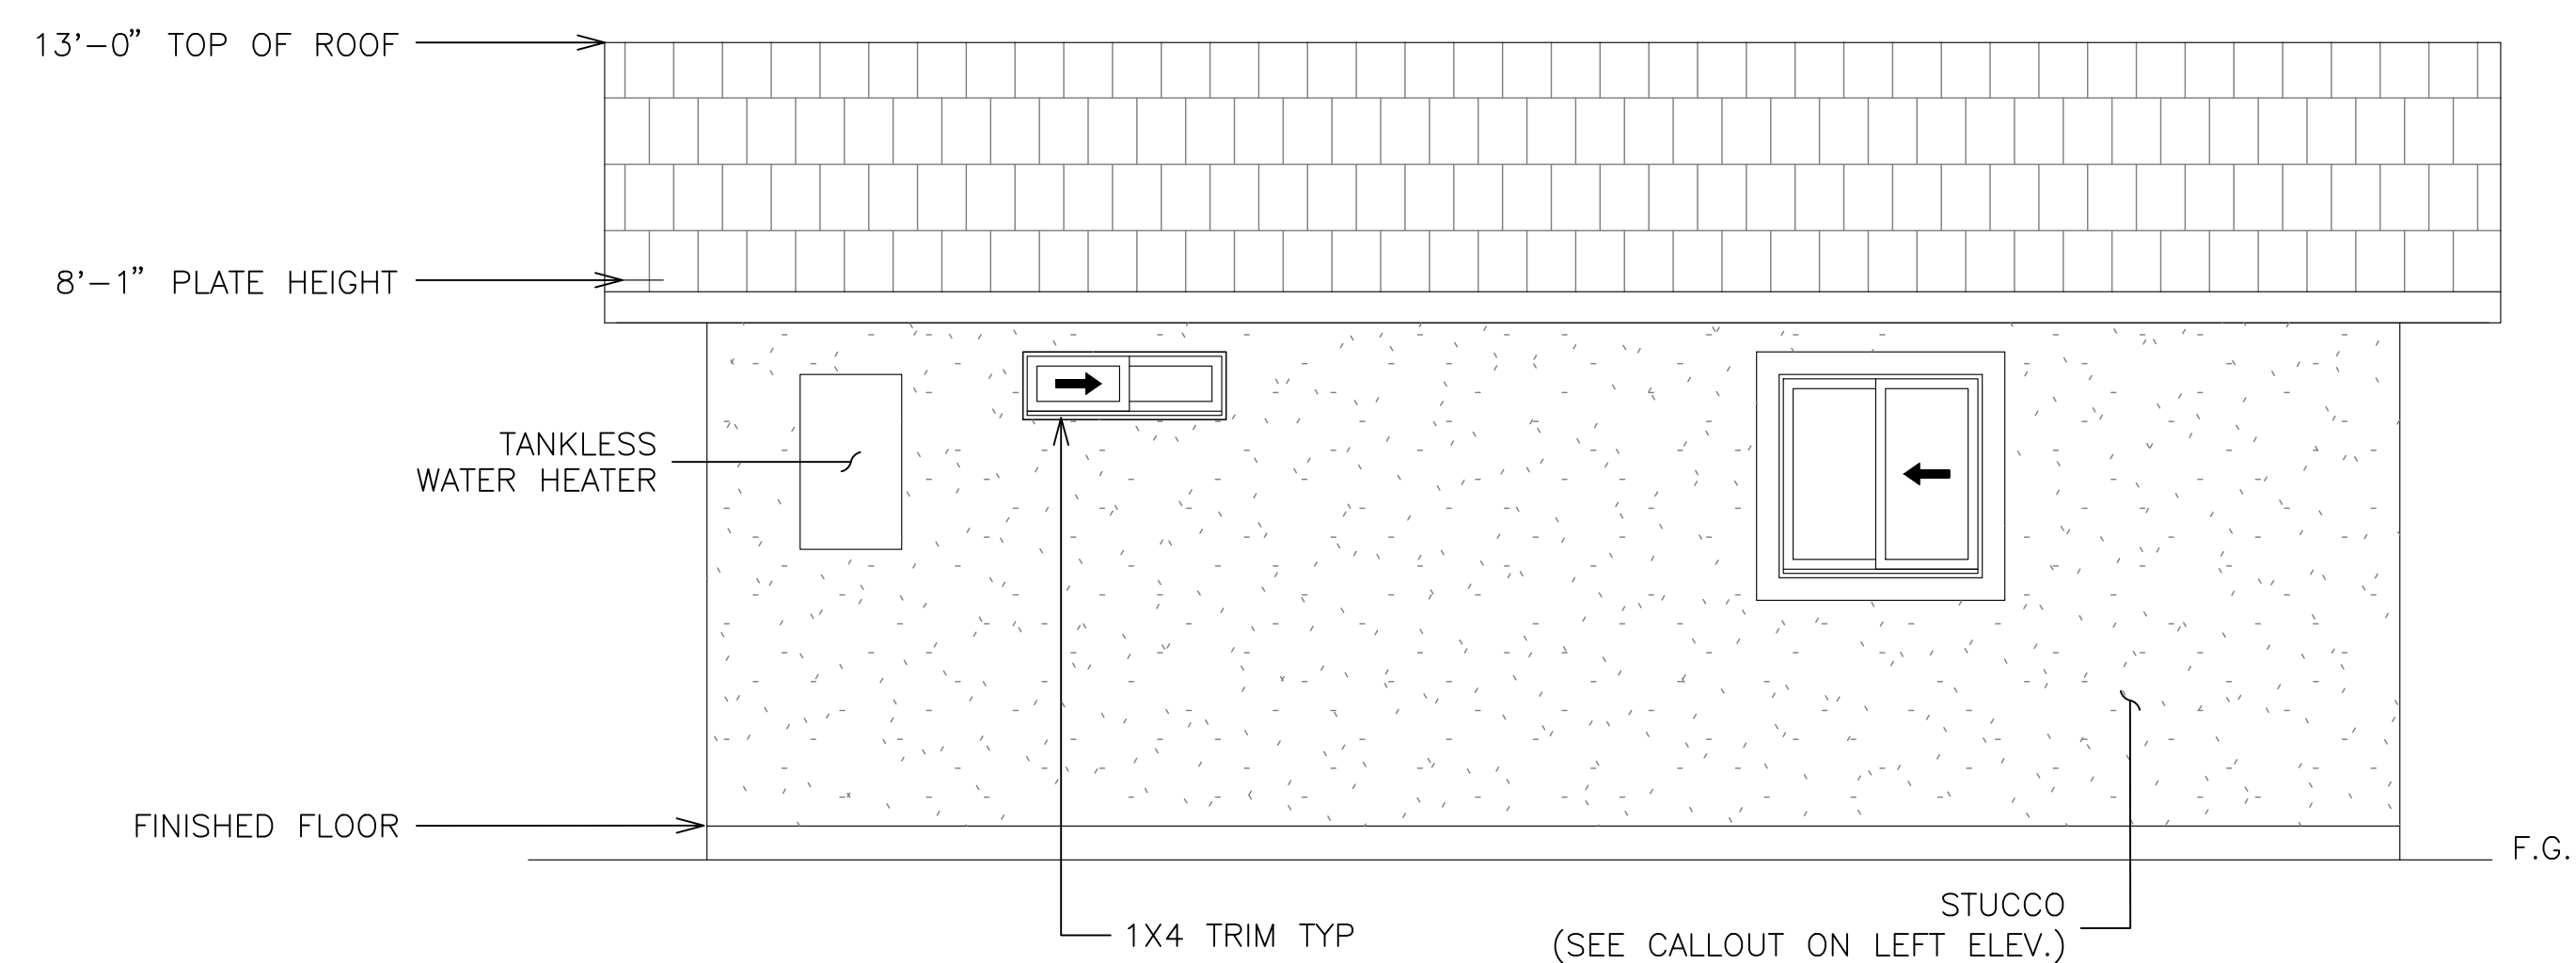 13'-0" TOP OF ROOF
8'-1" PLATE HEIGHT
TANKLESS
WATER HEATER
FINISHED FLOOR
F.G.
1X4 TRIM TYP
STUCCO
(SEE CALLOUT ON LEFT ELEV.)